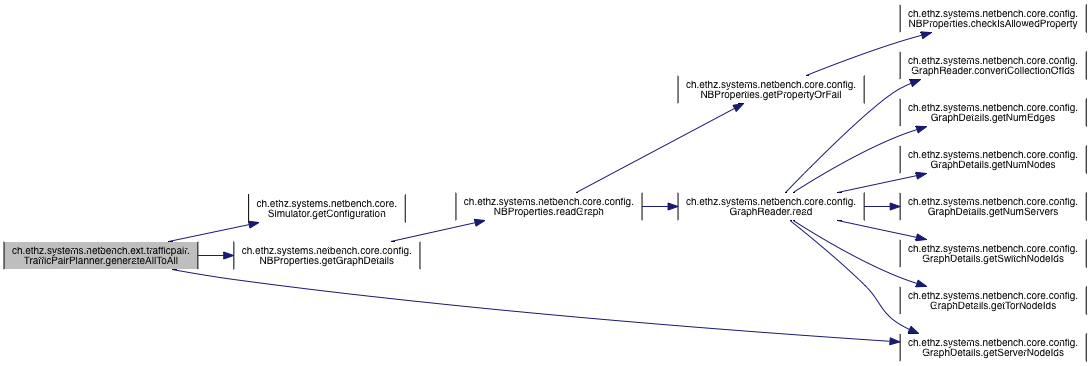 ch.ethz.systems.netbench.core.config.
NBProperties.checkIsAllowedProperty
ch.ethz.systems.netbench.core.config.
GraphReader.convertCollectionOfIds
ch.ethz.systems.netbench.core.config.
NBProperties.getPropertyOrFail
ch.ethz.systems.netbench.core.config.
GraphDetails.getNumEdges
ch.ethz.systems.netbench.core.config.
GraphDetails.getNumNodes
ch.ethz.systems.netbench.core.
Simulator.getConfiguration
ch.ethz.systems.netbench.core.config.
NBProperties.readGraph
ch.ethz.systems.netbench.core.config.
GraphReader.read
ch.ethz.systems.netbench.core.config.
GraphDetails.getNumServers
ch.ethz.systems.netbench.ext.trafficpair.
TrafficPairPlanner.generateAllToAll
ch.ethz.systems.netbench.core.config.
NBProperties.getGraphDetails
ch.ethz.systems.netbench.core.config.
GraphDetails.getSwitchNodeIds
ch.ethz.systems.netbench.core.config.
GraphDetails.getTorNodeIds
ch.ethz.systems.netbench.core.config.
GraphDetails.getServerNodeIds